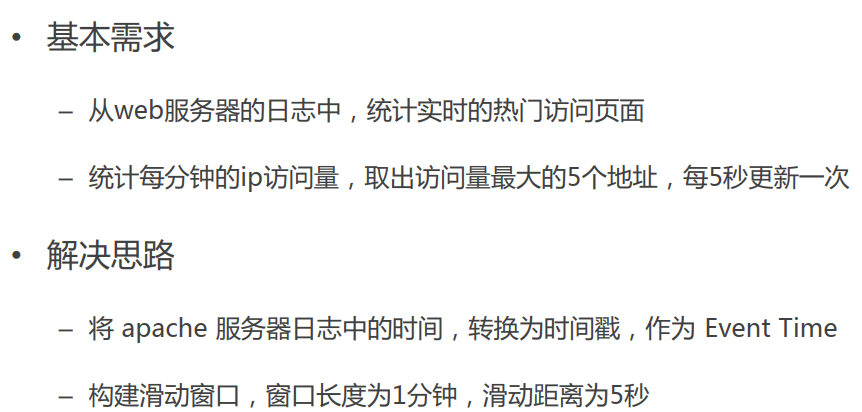 • 基本需求
– 从web服务器的日志中，统计实时的热门访问页面
– 统计每分钟的ip访问量，取出访问量最大的5个地址，每5秒更新一次
• 解决思路
– 将 apache 服务器日志中的时间，转换为时间戳，作为 Event Time
– 构建滑动窗口，窗口长度为1分钟，滑动距离为5秒